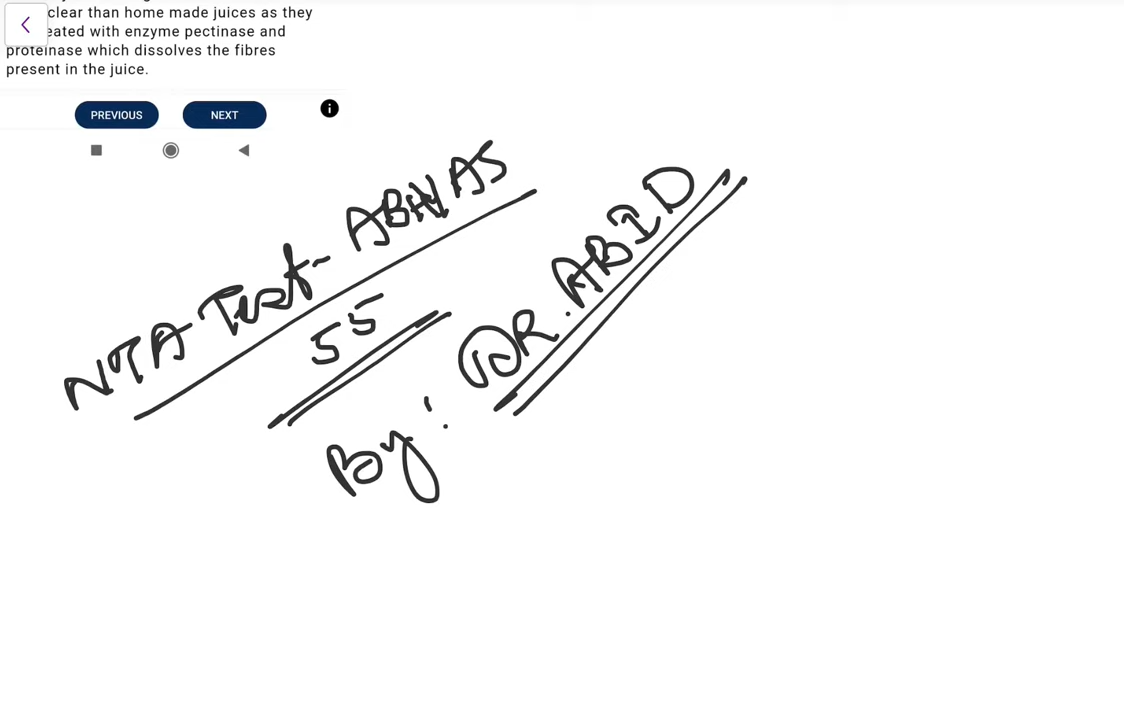 clear than home made juices as they
eated with enzyme pectinase and
proteinase which dissolves the fibres
present in the juice.
PREVIOUS NEXT
NTA Test- ABHYAS
55
By: DR. ABID